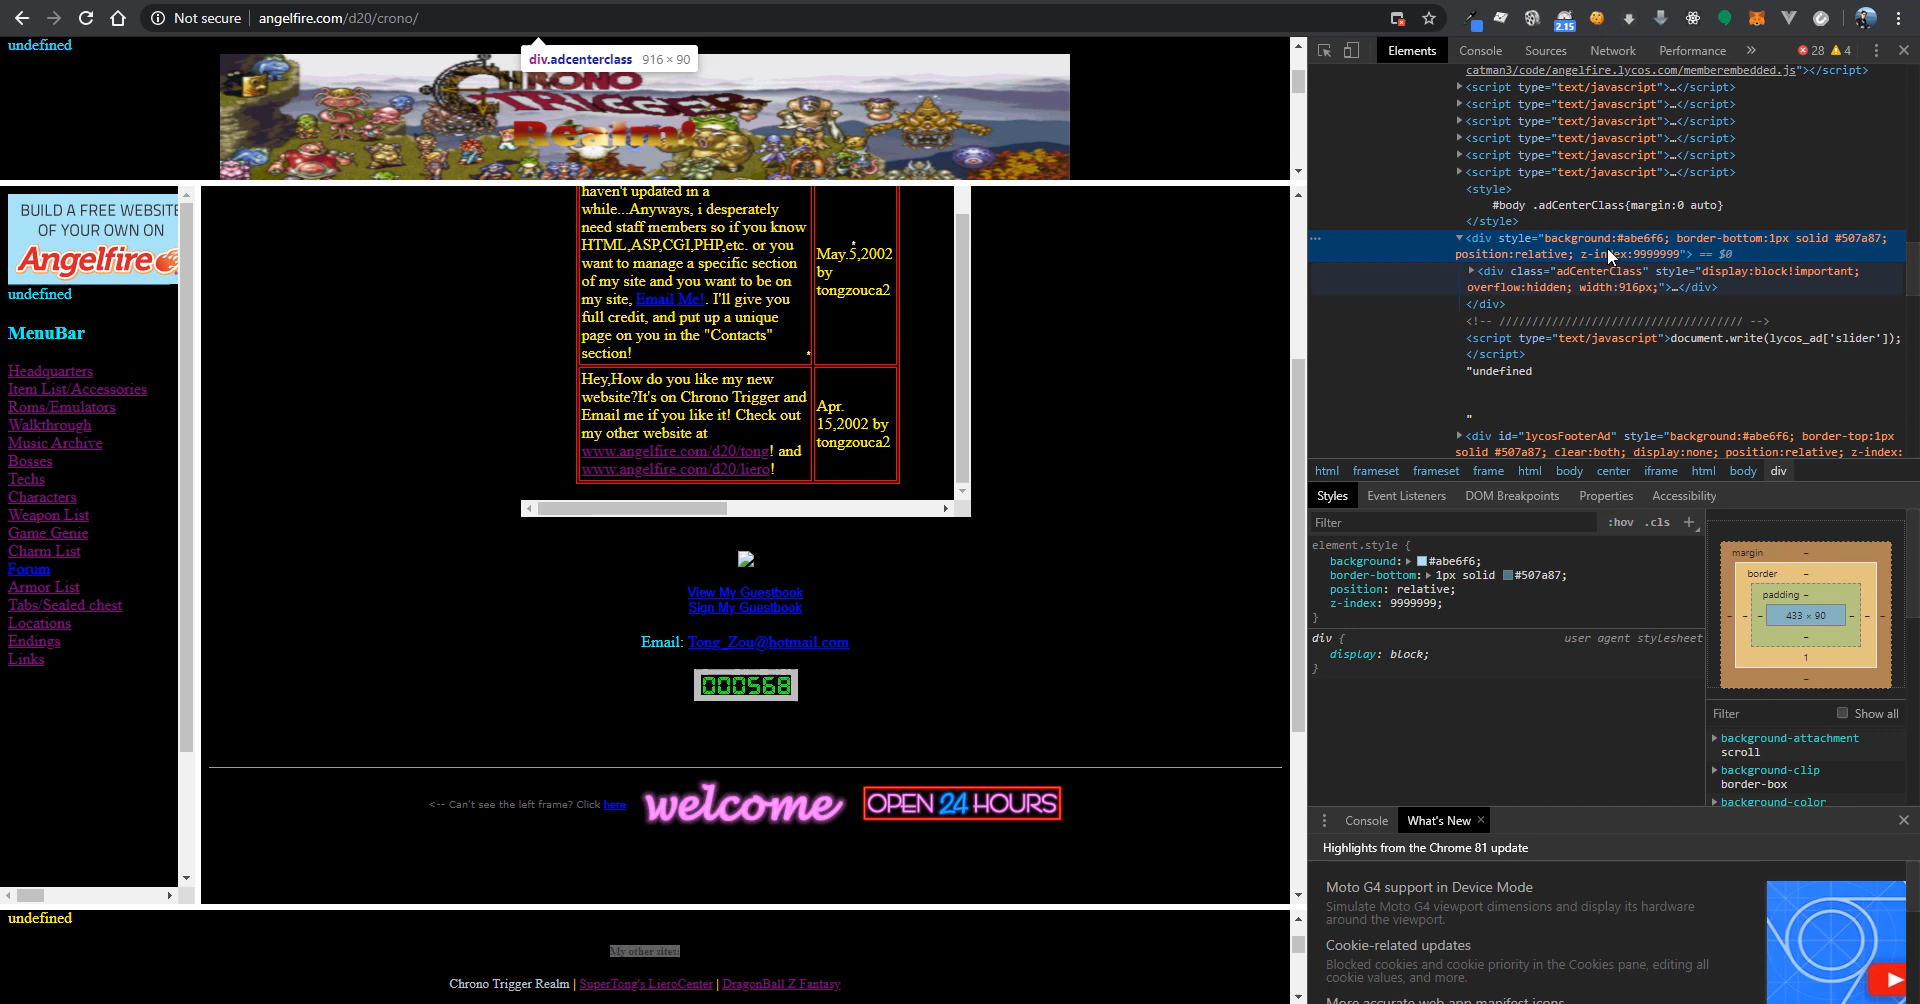 Not secure
angelfire.com/d20/crono/
2.15
undefined
div.adcenterclass 916 × 90
CHRONO
TRIGGER
Realm!
BUILD A FREE WEBSITE
OF YOUR OWN ON
Angelfire
undefined
MenuBar
Headquarters
Item List/Accessories
Roms/Emulators
Walkthrough
Music Archive
Bosses
Techs
Characters
Weapon List
Game Genie
Charm List
Forum
Armor List
Tabs/Sealed chest
Locations
Endings
Links
haven't updated in a
while...Anyways, i desperately
need staff members so if you know
HTML,ASP,CGI,PHP,etc. or you
want to manage a specific section
of my site and you want to be on
my site, Email Me!. I'll give you
full credit, and put up a unique
page on you in the "Contacts"
section!
May.5,2002
by
tongzouca2
Hey,How do you like my new
website?It's on Chrono Trigger and
Email me if you like it! Check out
my other website at
www.angelfire.com/d20/tong! and
www.angelfire.com/d20/liero!
Apr.
15,2002 by
tongzouca2
View My Guestbook
Sign My Guestbook
Email: Tong_Zou@hotmail.com
000568
<-- Can't see the left frame? Click here
welcome
OPEN 24 HOURS
undefined
My other sites:
Chrono Trigger Realm | SuperTong's LieroCenter | DragonBall Z Fantasy
Elements
Console
Sources
Network
Performance
»
28
4
catman3/code/angelfire.lycos.com/memberembedded.js"></script>
<script type="text/javascript">…</script>
<script type="text/javascript">…</script>
<script type="text/javascript">…</script>
<script type="text/javascript">…</script>
<script type="text/javascript">…</script>
<script type="text/javascript">…</script>
<style>
#body .adCenterClass{margin:0 auto}
</style>
<div style="background:#abe6f6; border-bottom:1px solid #507a87;
position:relative; z-index:9999999"> == $0
<div class="adCenterClass" style="display:block!important;
overflow:hidden; width:916px;">…</div>
</div>
<!-- ///////////////////////////////////// -->
<script type="text/javascript">document.write(lycos_ad['slider']);
</script>
"undefined
"
<div id="lycosFooterAd" style="background:#abe6f6; border-top:1px
solid #507a87; clear:both; display:none; position:relative; z-index:
html frameset frameset frame html body center iframe html body div
Styles
Event Listeners
DOM Breakpoints
Properties
Accessibility
Filter
:hov .cls +
element.style {
background: #abe6f6;
border-bottom: 1px solid #507a87;
position: relative;
z-index: 9999999;
}
div {
user agent stylesheet
display: block;
}
margin –
border –
padding –
– – – 433 × 90 – – –
–
1
–
Filter
Show all
background-attachment
scroll
background-clip
border-box
background-color
Console
What's New ×
Highlights from the Chrome 81 update
Moto G4 support in Device Mode
Simulate Moto G4 viewport dimensions and display its hardware
around the viewport.
Cookie-related updates
Blocked cookies and cookie priority in the Cookies pane, editing all
cookie values, and more.
More accurate web app manifest icons